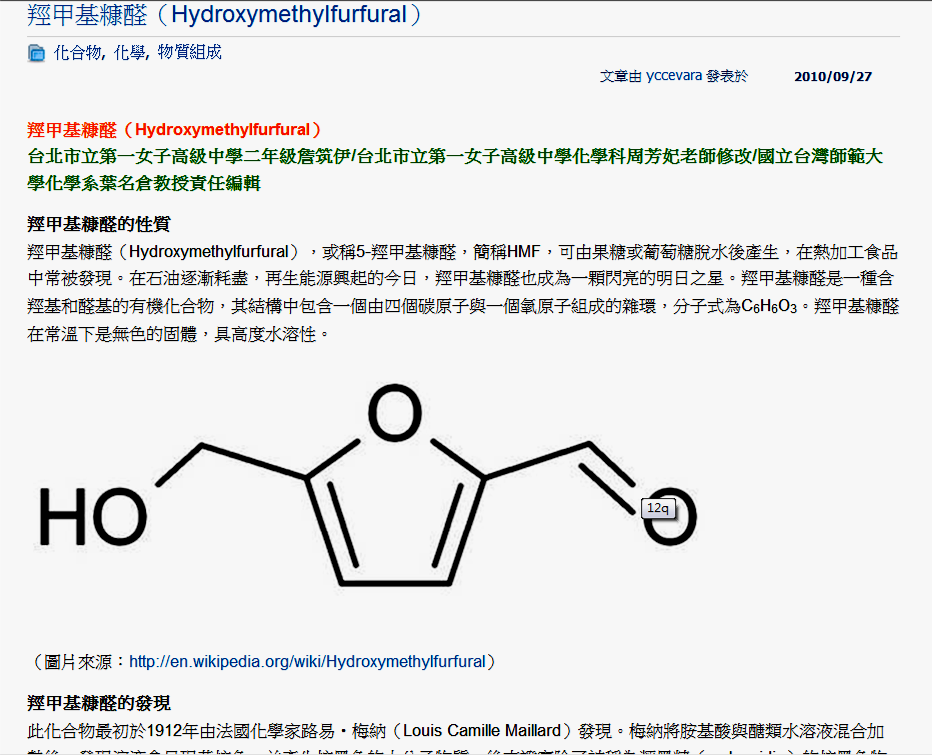 羥甲基糠醛（Hydroxymethylfurfural）
化合物, 化學, 物質組成
文章由 yccevara 發表於 2010/09/27
羥甲基糠醛（Hydroxymethylfurfural）
台北市立第一女子高級中學二年級詹筑伊/台北市立第一女子高級中學化學科周芳妃老師修改/國立台灣師範大
學化學系葉名倉教授責任編輯
羥甲基糠醛的性質
羥甲基糠醛（Hydroxymethylfurfural），或稱5-羥甲基糠醛，簡稱HMF，可由果糖或葡萄糖脫水後產生，在熱加工食品
中常被發現。在石油逐漸耗盡，再生能源興起的今日，羥甲基糠醛也成為一顆閃亮的明日之星。羥甲基糠醛是一種含
羥基和醛基的有機化合物，其結構中包含一個由四個碳原子與一個氧原子組成的雜環，分子式為C₆H₆O₃。羥甲基糠醛
在常溫下是無色的固體，具高度水溶性。
O
HO
12q
O
（圖片來源：http://en.wikipedia.org/wiki/Hydroxymethylfurfural）
羥甲基糠醛的發現
此化合物最初於1912年由法國化學家路易・梅納（Louis Camille Maillard）發現。梅納將胺基酸與醣類水溶液混合加